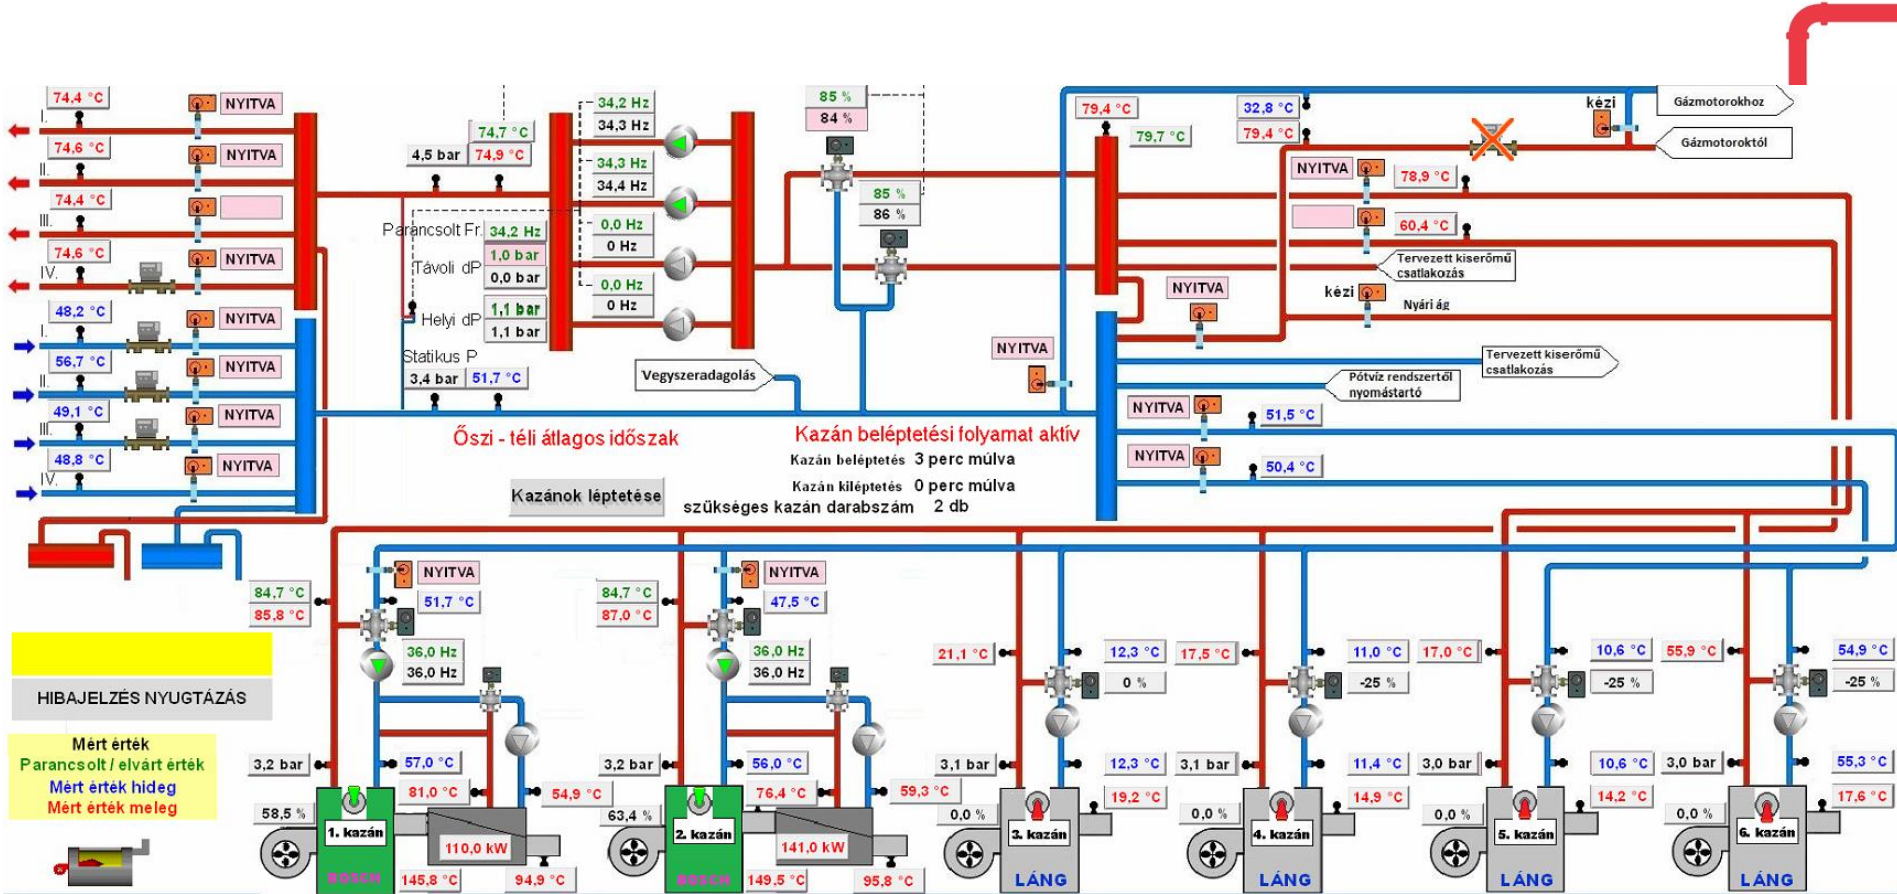 74,4 °C
NYITVA
I.
74,6 °C
NYITVA
II.
74,4 °C
III.
74,6 °C
NYITVA
IV.
48,2 °C
NYITVA
I.
56,7 °C
NYITVA
II.
49,1 °C
NYITVA
III.
48,8 °C
NYITVA
IV.
74,7 °C
4,5 bar
74,9 °C
34,2 Hz
34,3 Hz
34,3 Hz
34,4 Hz
0,0 Hz
0 Hz
0,0 Hz
0 Hz
Parancsolt Fr.
34,2 Hz
1,0 bar
Távoli dP
0,0 bar
1,1 bar
Helyi dP
1,1 bar
Statikus P
3,4 bar
51,7 °C
85 %
84 %
85 %
86 %
Vegyszeradagolás
79,4 °C
79,7 °C
32,8 °C
79,4 °C
kézi
Gázmotorokhoz
Gázmotoroktól
NYITVA
78,9 °C
60,4 °C
Tervezett kiserőmű
csatlakozás
NYITVA
kézi
Nyári ág
NYITVA
Tervezett kiserőmű
csatlakozás
Pótvíz rendszertől
nyomástartó
NYITVA
51,5 °C
NYITVA
50,4 °C
Őszi - téli átlagos időszak
Kazán beléptetési folyamat aktív
Kazán beléptetés 3 perc múlva
Kazán kiléptetés 0 perc múlva
Kazánok léptetése
szükséges kazán darabszám 2 db
84,7 °C
85,8 °C
NYITVA
51,7 °C
36,0 Hz
36,0 Hz
3,2 bar
57,0 °C
81,0 °C
54,9 °C
58,5 %
1. kazán
110,0 kW
BOSCH
145,8 °C
94,9 °C
84,7 °C
87,0 °C
NYITVA
47,5 °C
36,0 Hz
36,0 Hz
3,2 bar
56,0 °C
76,4 °C
59,3 °C
63,4 %
2. kazán
141,0 kW
BOSCH
149,5 °C
95,8 °C
21,1 °C
12,3 °C
0 %
3,1 bar
12,3 °C
19,2 °C
0,0 %
3. kazán
LÁNG
17,5 °C
11,0 °C
-25 %
3,1 bar
11,4 °C
14,9 °C
0,0 %
4. kazán
LÁNG
17,0 °C
10,6 °C
-25 %
3,0 bar
10,6 °C
14,2 °C
0,0 %
5. kazán
LÁNG
55,9 °C
54,9 °C
-25 %
3,0 bar
55,3 °C
17,6 °C
0,0 %
6. kazán
LÁNG
HIBAJELZÉS NYUGTÁZÁS
Mért érték
Parancsolt / elvárt érték
Mért érték hideg
Mért érték meleg